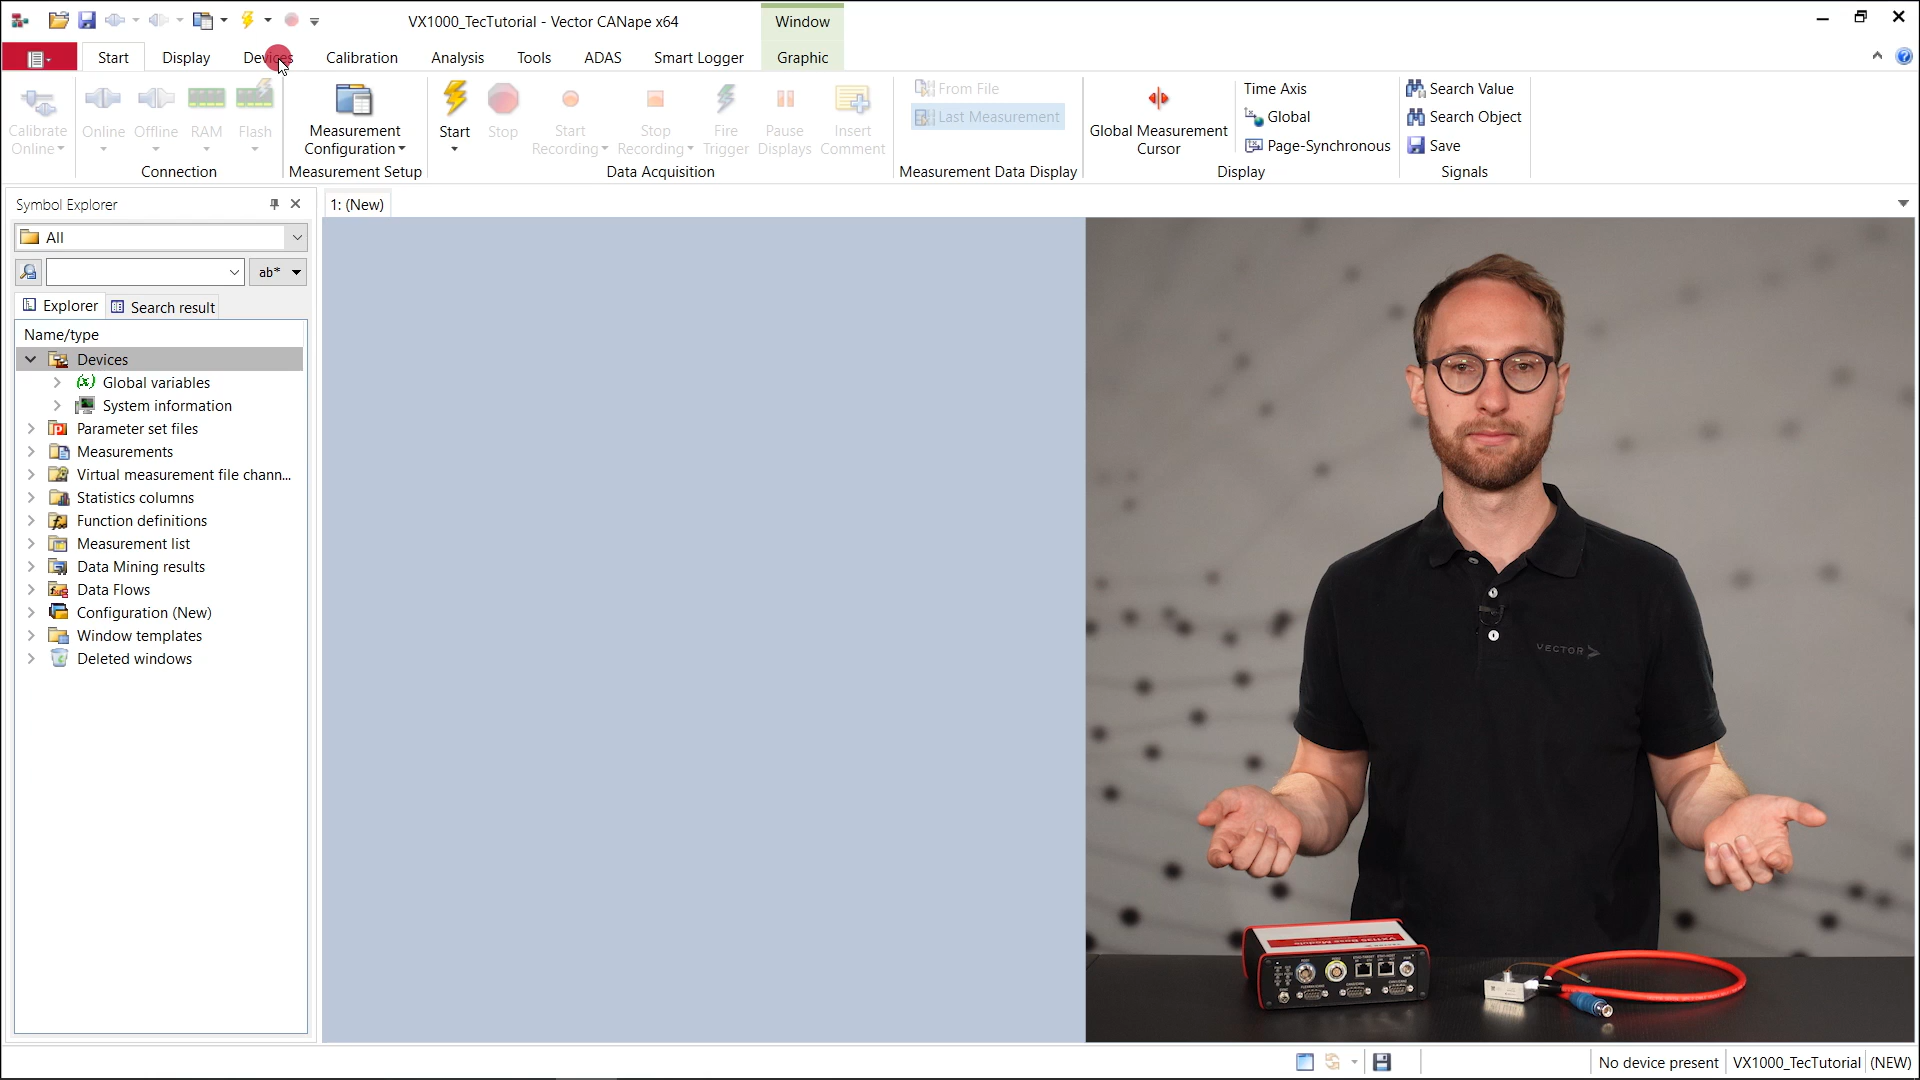 VX1000_TecTutorial - Vector CANape x64
Window
Start
Display
Devices
Calibration
Analysis
Tools
ADAS
Smart Logger
Graphic
Calibrate
Online
Online
Offline
RAM
Flash
Connection
Measurement
Configuration
Measurement Setup
Start
Stop
Start
Recording
Stop
Recording
Fire
Trigger
Pause
Displays
Insert
Comment
Data Acquisition
From File
Last Measurement
Measurement Data Display
Global Measurement
Cursor
Time Axis
Global
Page-Synchronous
Display
Search Value
Search Object
Save
Signals
Symbol Explorer
1: (New)
All
ab*
Explorer
Search result
Name/type
Devices
Global variables
System information
Parameter set files
Measurements
Virtual measurement file chann...
Statistics columns
Function definitions
Measurement list
Data Mining results
Data Flows
Configuration (New)
Window templates
Deleted windows
VECTOR
No device present
VX1000_TecTutorial
(NEW)